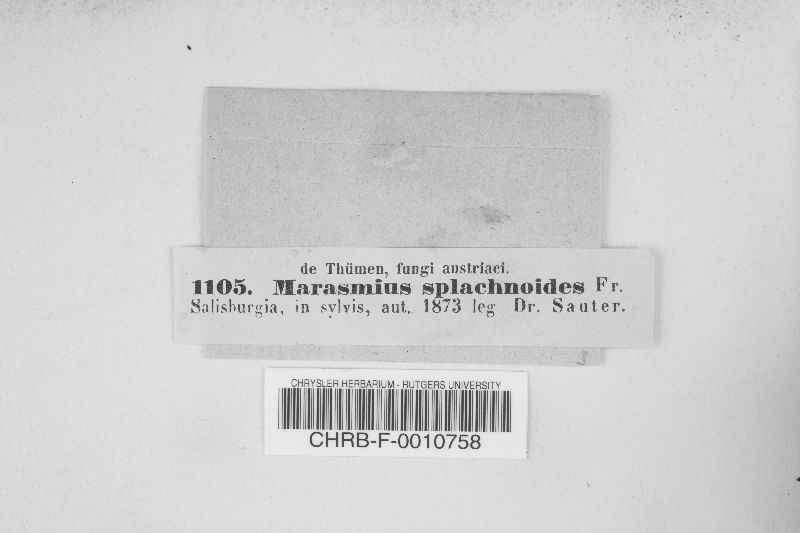 de Thümen, fungi austriaci.
1105. Marasmius splachnoides Fr.
Salisburgia, in sylvis, aut. 1873 leg Dr. Sauter.
CHRYSLER HERBARIUM - RUTGERS UNIVERSITY
CHRB-F-0010758